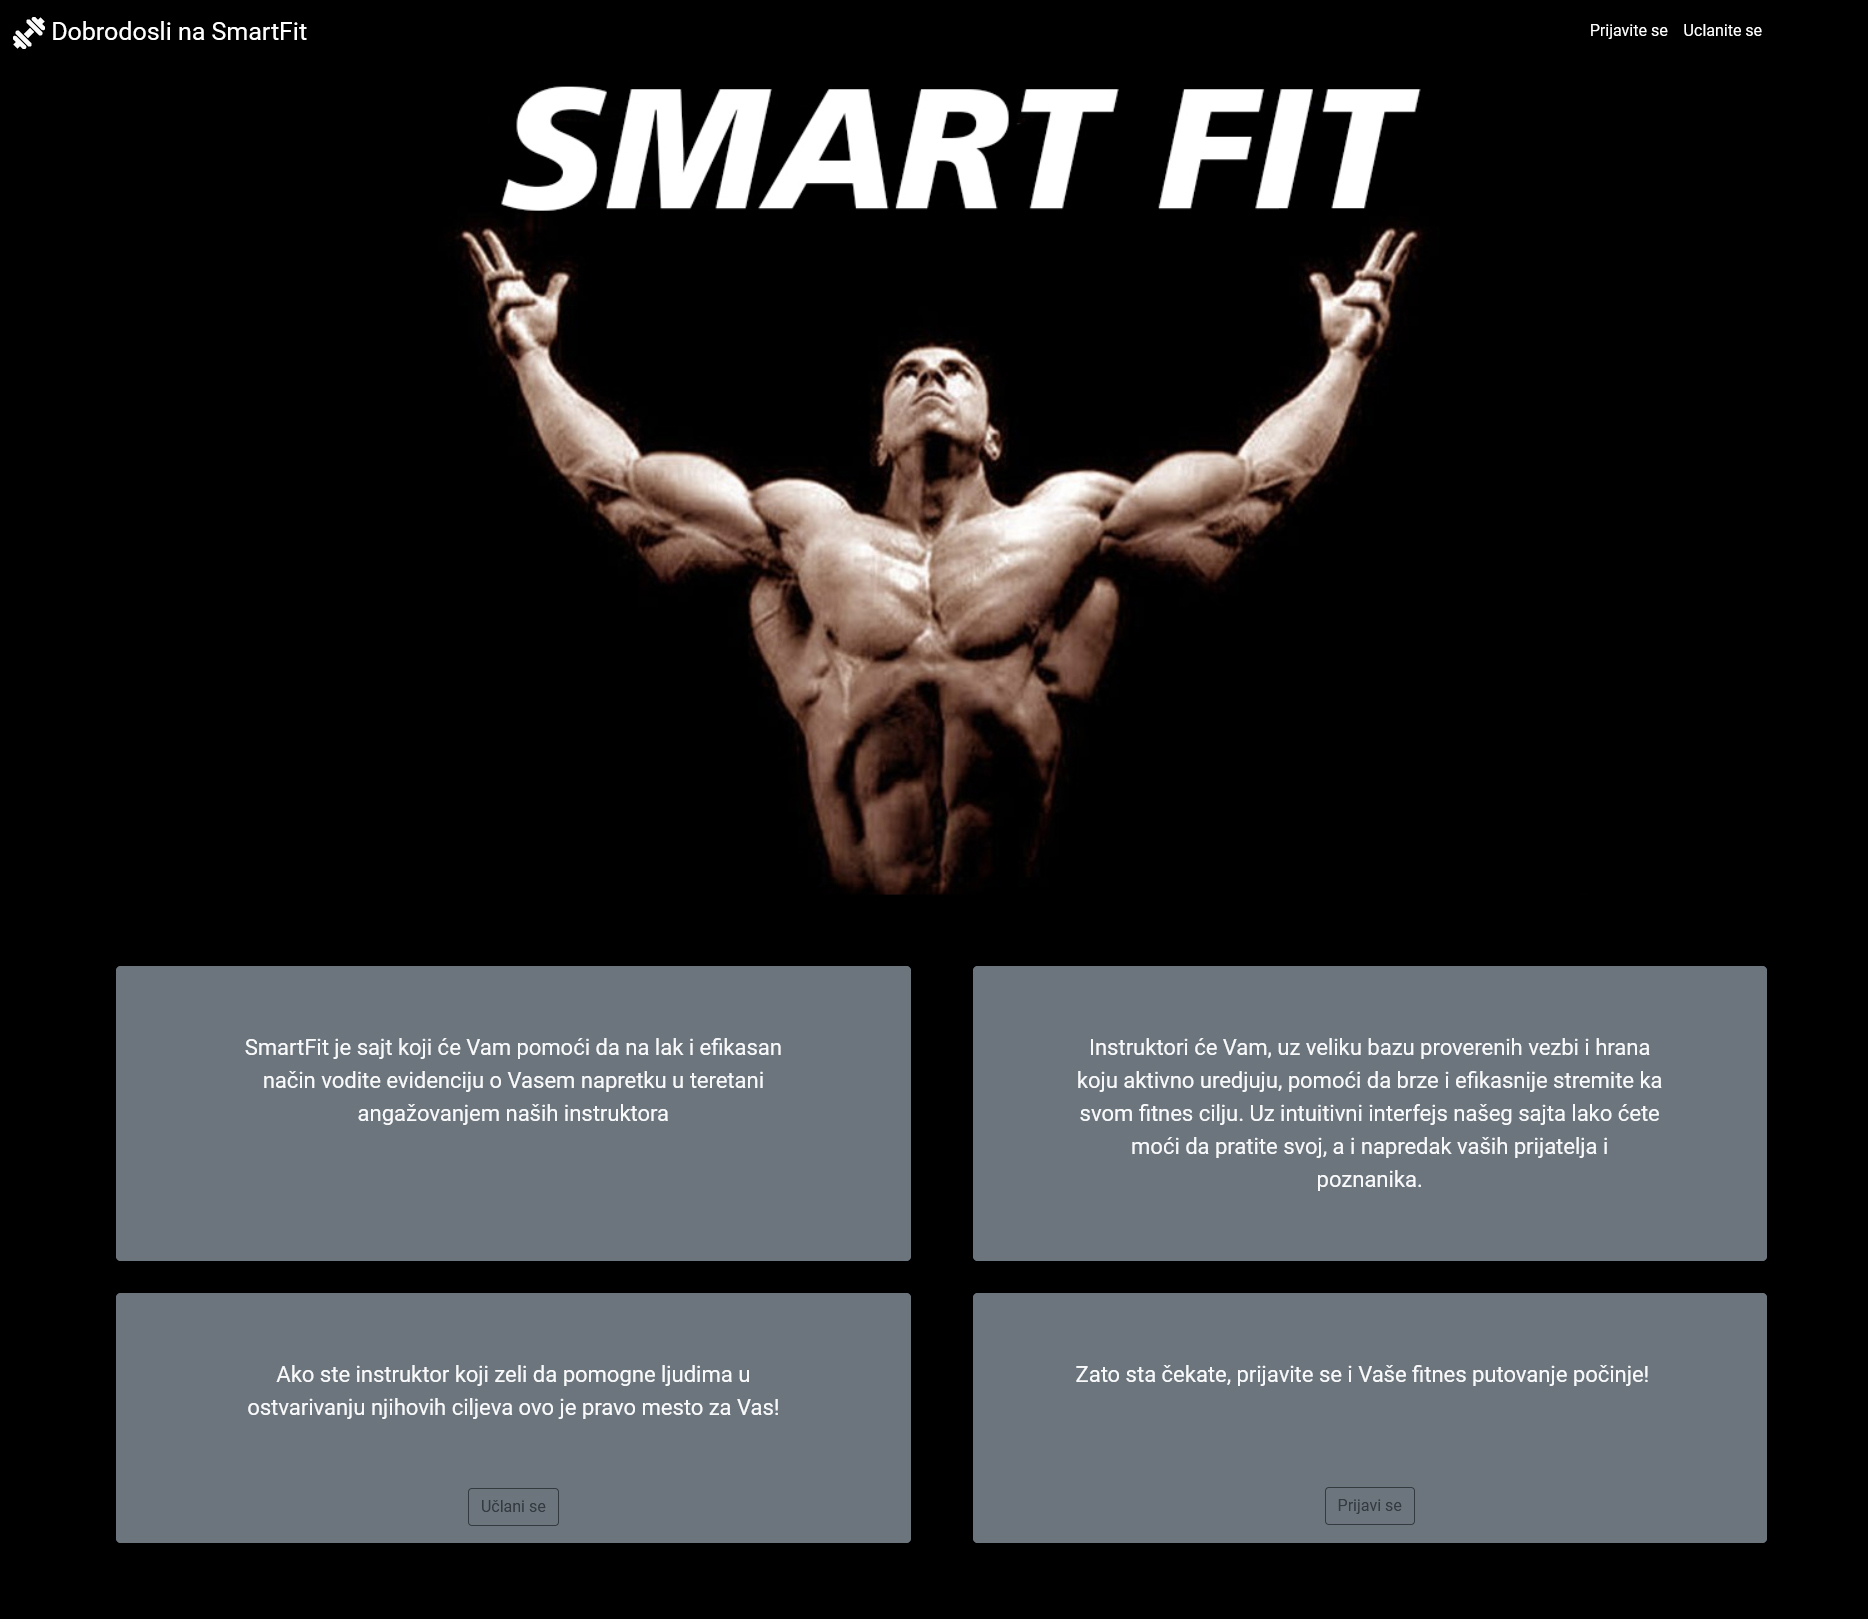 Dobrodosli na SmartFit
Prijavite se
Uclanite se
SMART FIT
SmartFit je sajt koji će Vam pomoći da na lak i efikasan
način vodite evidenciju o Vasem napretku u teretani
angažovanjem naših instruktora
Instruktori će Vam, uz veliku bazu proverenih vezbi i hrana
koju aktivno uredjuju, pomoći da brze i efikasnije stremite ka
svom fitnes cilju. Uz intuitivni interfejs našeg sajta lako ćete
moći da pratite svoj, a i napredak vaših prijatelja i
poznanika.
Ako ste instruktor koji zeli da pomogne ljudima u
ostvarivanju njihovih ciljeva ovo je pravo mesto za Vas!
Učlani se
Zato sta čekate, prijavite se i Vaše fitnes putovanje počinje!
Prijavi se